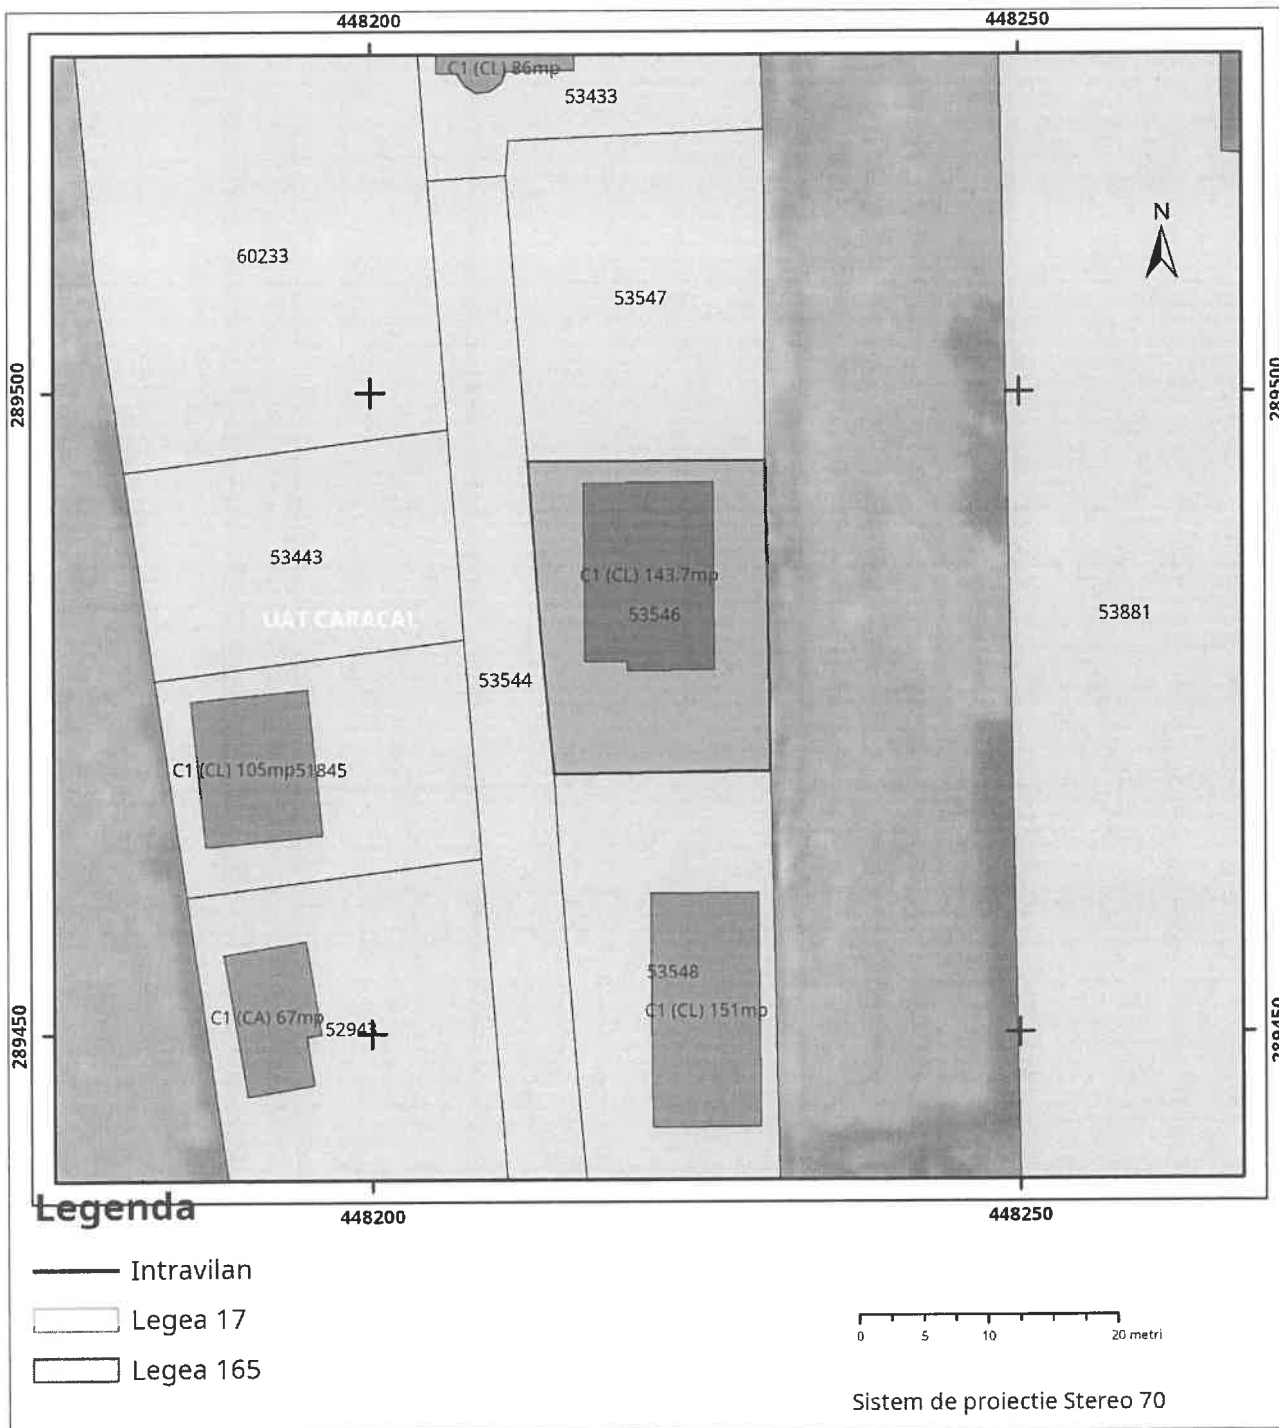 448200
448250
C1 (CL) 86mp
53433
N
60233
53547
289500
289500
53443
C1 (CL) 143.7mp
53546
53881
UAT CARACAL
53544
C1 (CL) 105mp51845
53548
C1 (CL) 151mp
C1 (CA) 67mp
52943
289450
289450
Legenda
448200
448250
Intravilan
Legea 17
Legea 165
0 5 10 20 metri
Sistem de proiectie Stereo 70